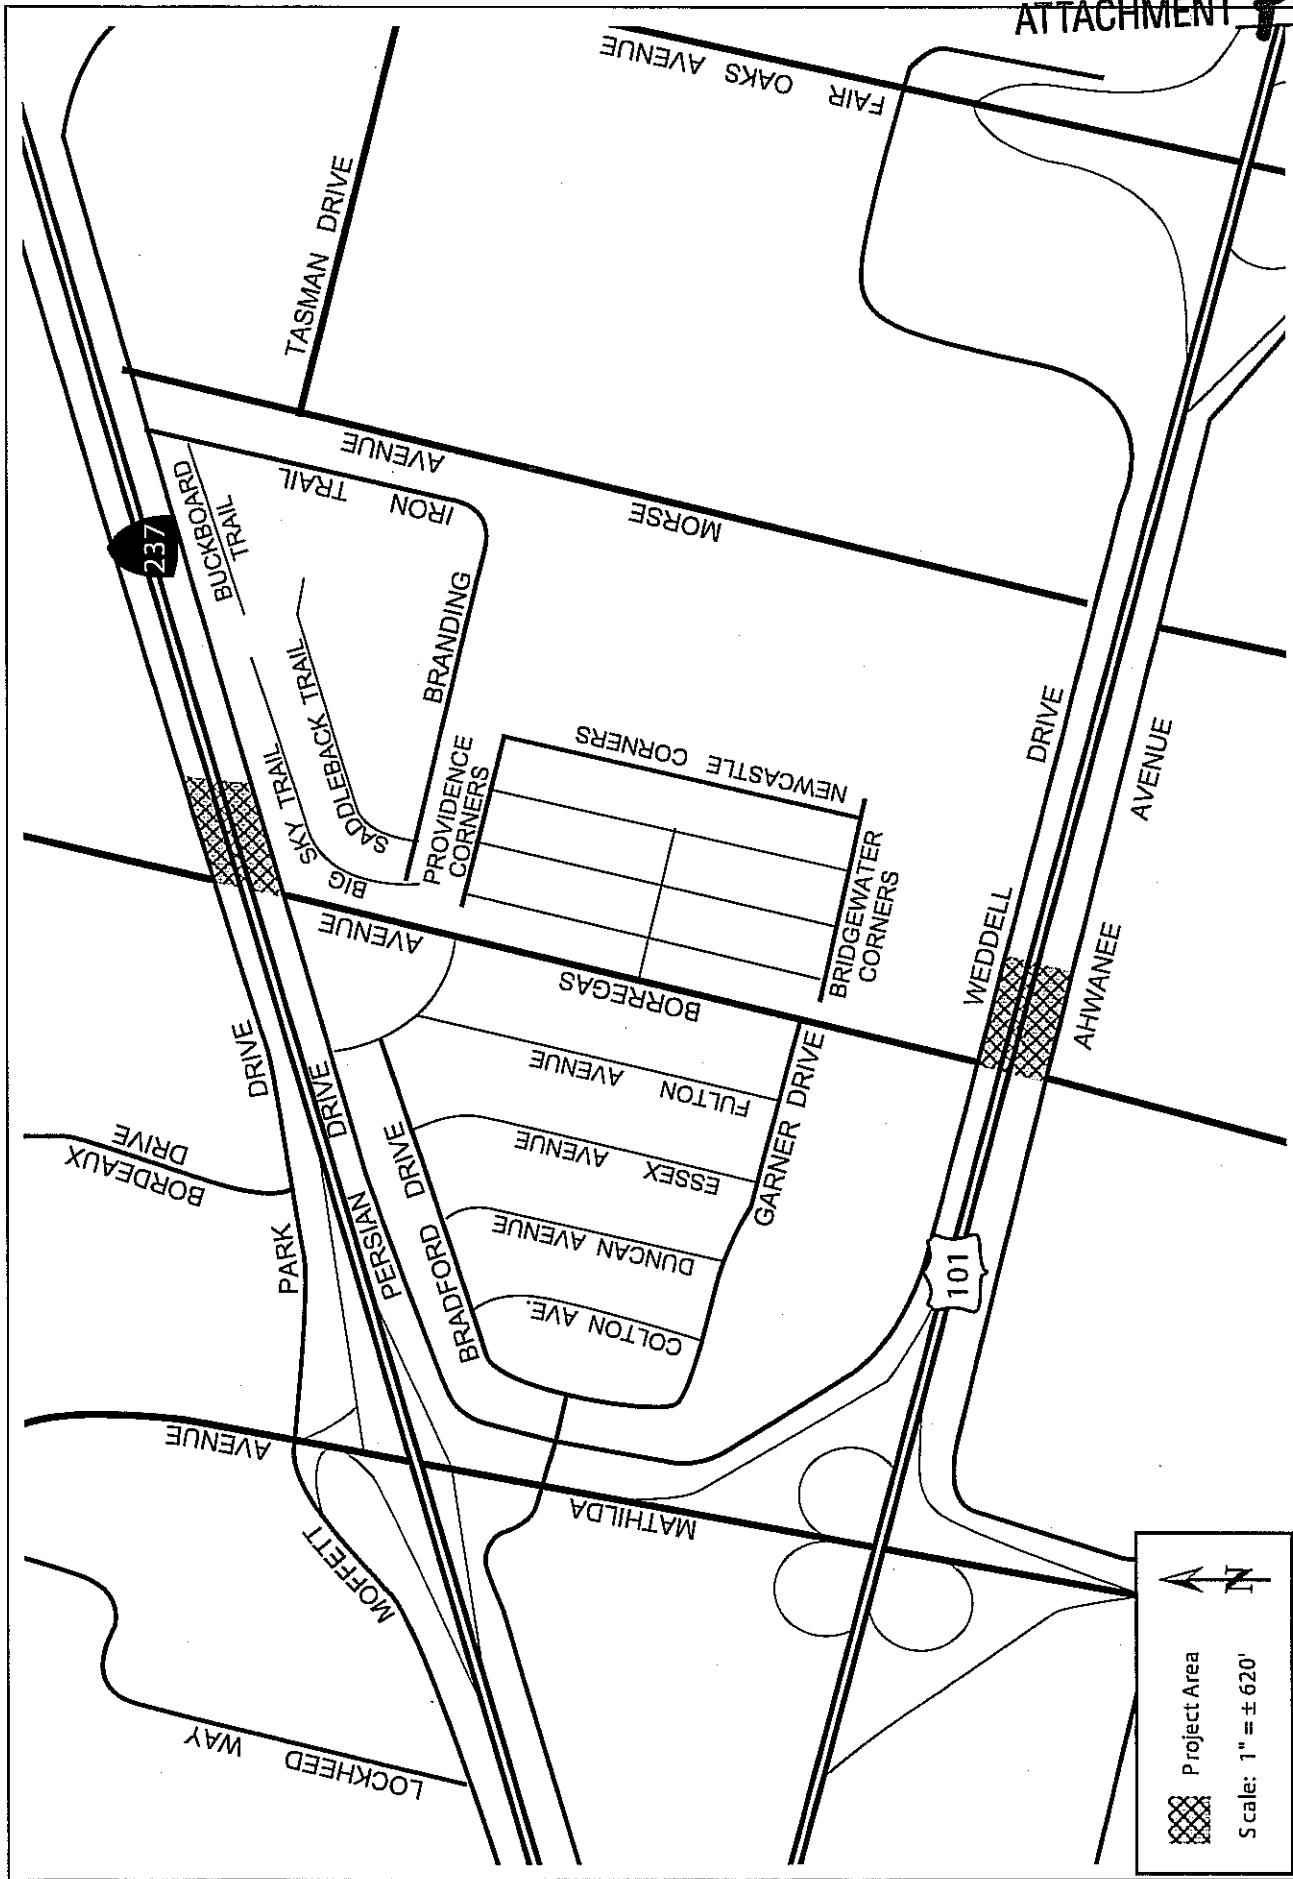 ATTACHMENT
FAIR OAKS AVENUE
TASMAN DRIVE
MORSE AVENUE
237
BUCKBOARD
TRAIL
BRANDING IRON TRAIL
SADDLEBACK TRAIL
BIG SKY TRAIL
PROVIDENCE
CORNERS
NEWCASTLE CORNERS
BRIDGEWATER
CORNERS
BORREGAS AVENUE
WEDDELL DRIVE
AHWANEE AVENUE
FULTON AVENUE
ESSEX AVENUE
DUNCAN AVENUE
COLTON AVE.
GARNER DRIVE
BRADFORD DRIVE
PERSIAN DRIVE
BORDEAUX
DRIVE
MOFFETT PARK DRIVE
MATHILDA AVENUE
LOCKHEED WAY
101
Project Area
Scale: 1" = ± 620'
N